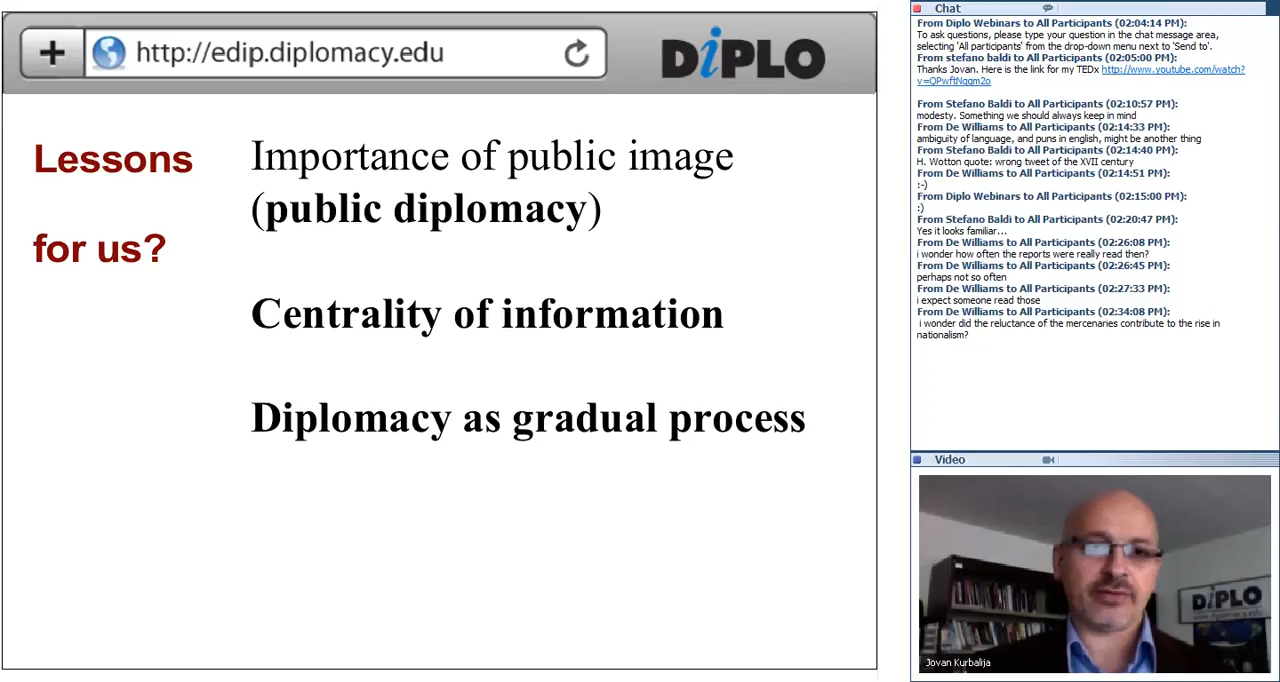 http://edip.diplomacy.edu
DiPLO
Lessons
for us?
Importance of public image
(public diplomacy)
Centrality of information
Diplomacy as gradual process
Chat
From Diplo Webinars to All Participants (02:04:14 PM):
To ask questions, please type your question in the chat message area,
selecting 'All participants' from the drop-down menu next to 'Send to'.
From stefano baldi to All Participants (02:05:00 PM):
Thanks Jovan. Here is the link for my TEDx http://www.youtube.com/watch?
v=QPwftNqqm2o
From Stefano Baldi to All Participants (02:10:57 PM):
modesty. Something we should always keep in mind
From De Williams to All Participants (02:14:33 PM):
ambiguity of language, and puns in english, might be another thing
From Stefano Baldi to All Participants (02:14:40 PM):
H. Wotton quote: wrong tweet of the XVII century
From De Williams to All Participants (02:14:51 PM):
:-)
From Diplo Webinars to All Participants (02:15:00 PM):
:)
From Stefano Baldi to All Participants (02:20:47 PM):
Yes it looks familiar...
From De Williams to All Participants (02:26:08 PM):
i wonder how often the reports were really read then?
From De Williams to All Participants (02:26:45 PM):
perhaps not so often
From De Williams to All Participants (02:27:33 PM):
i expect someone read those
From De Williams to All Participants (02:34:08 PM):
i wonder did the reluctance of the mercenaries contribute to the rise in
nationalism?
Video
DiPLO
Jovan Kurbalija